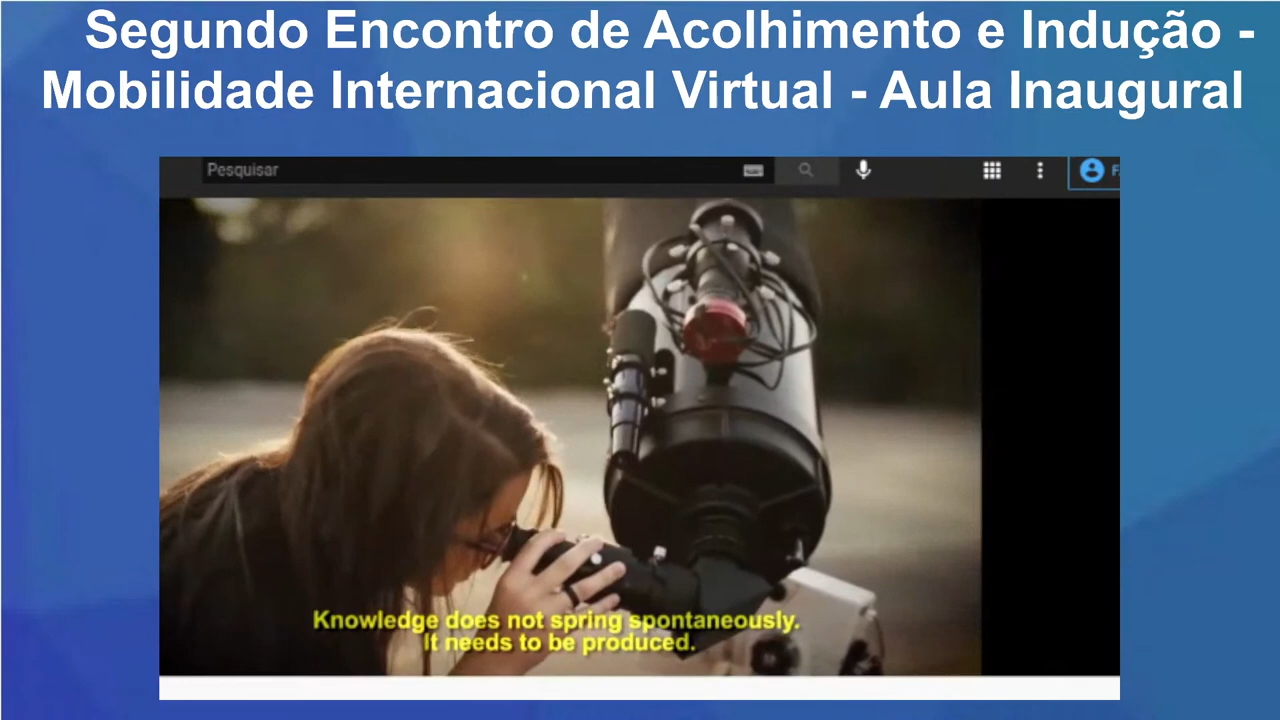 Segundo Encontro de Acolhimento e Indução -
Mobilidade Internacional Virtual - Aula Inaugural
Pesquisar
Knowledge does not spring spontaneously.
It needs to be produced.